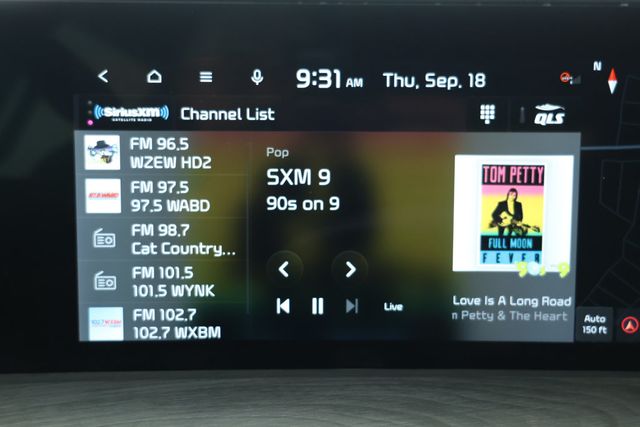 9:31 AM
Thu, Sep. 18
N
SiriusXM
SATELLITE RADIO
Channel List
QLS
FM 96.5
WZEW HD2
FM 97.5
97.5 WABD
FM 98.7
Cat Country...
FM 101.5
101.5 WYNK
FM 102.7
102.7 WXBM
Pop
SXM 9
90s on 9
Live
TOM PETTY
FULL MOON
FEVER
Love Is A Long Road
m Petty & The Heart
Auto
150 ft